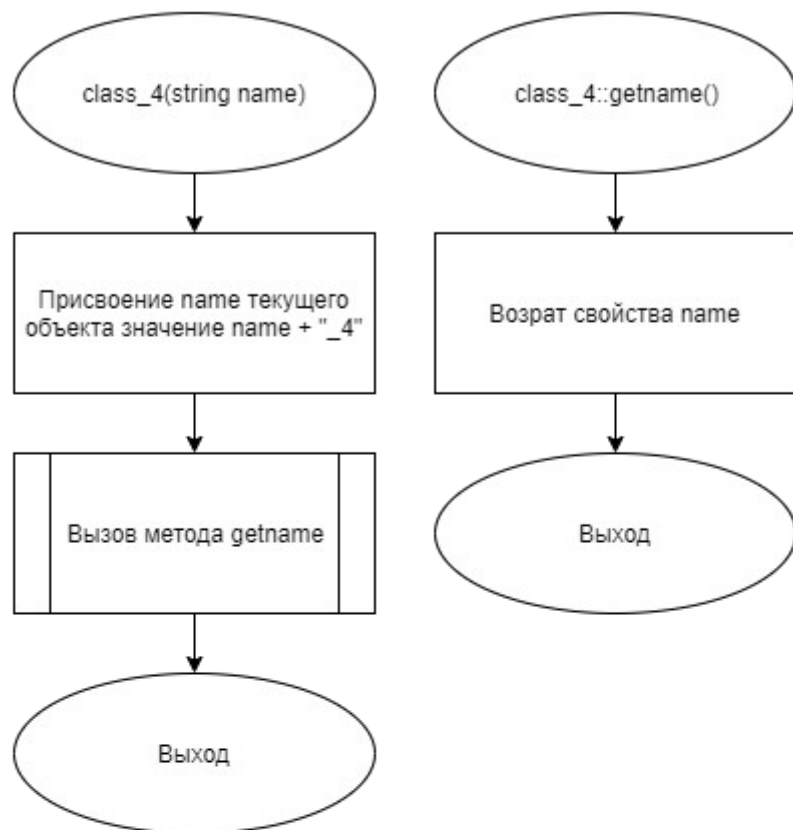 class_4(string name)
Присвоение name текущего
объекта значение name + "_4"
Вызов метода getname
Выход
class_4::getname()
Возрат свойства name
Выход